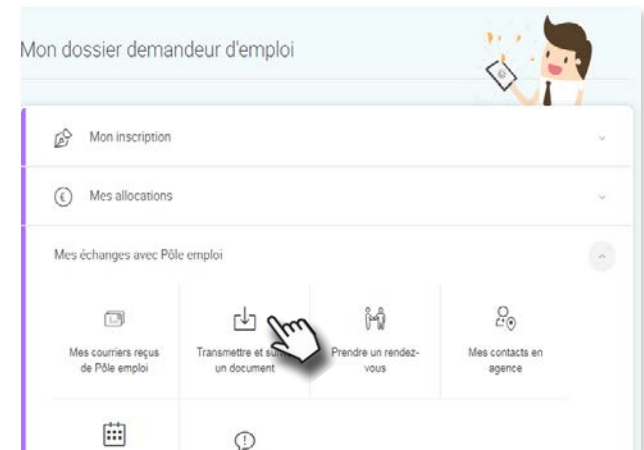 Mon dossier demandeur d'emploi
Mon inscription
Mes allocations
Mes échanges avec Pôle emploi
Mes courriers reçus
de Pôle emploi
Transmettre et
un document
Prendre un rendez-
vous
Mes contacts en
agence